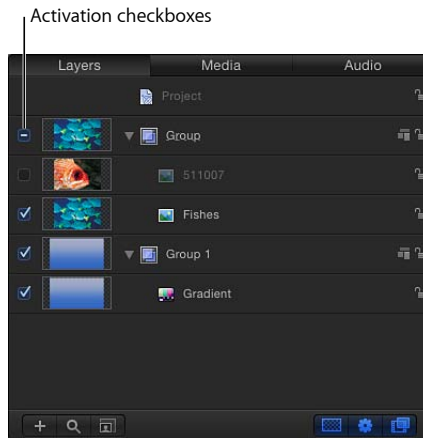 Activation checkboxes
Layers Media Audio
Project
Group
511007
Fishes
Group 1
Gradient